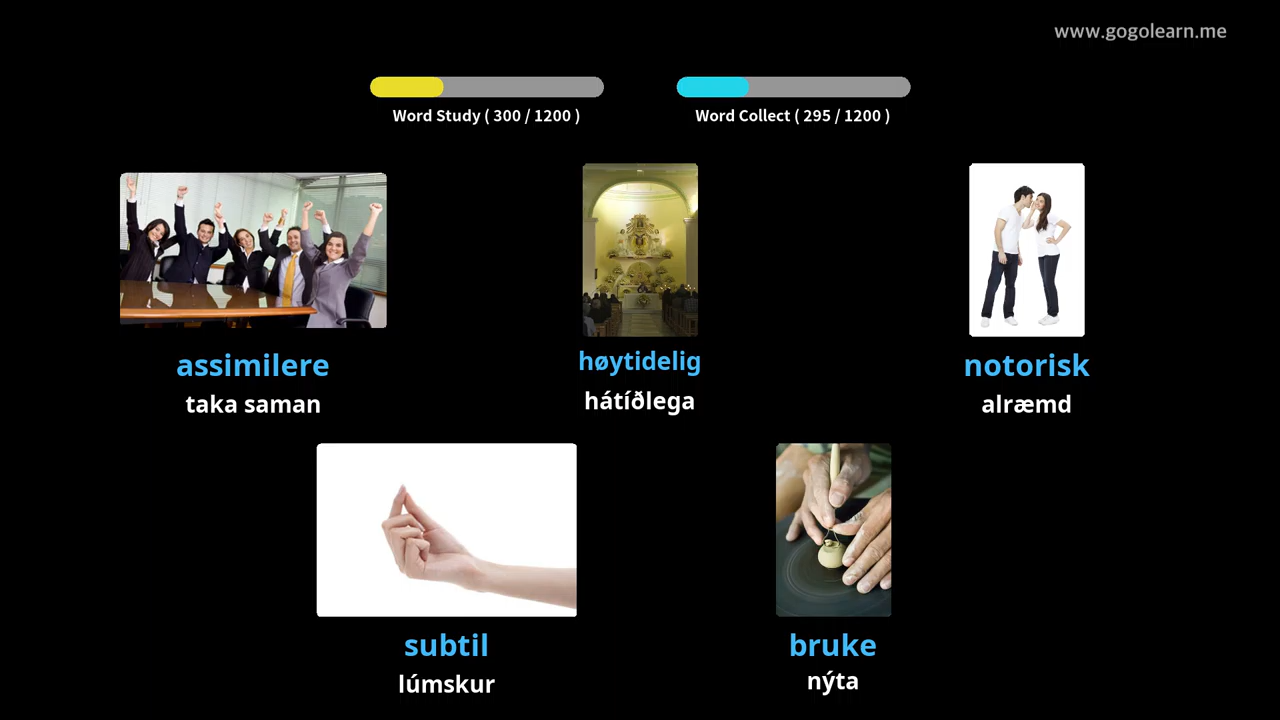 www.gogolearn.me
Word Study ( 300 / 1200 )
Word Collect ( 295 / 1200 )
assimilere
taka saman
høytidelig
hátíðlega
notorisk
alræmd
subtil
lúmskur
bruke
nýta